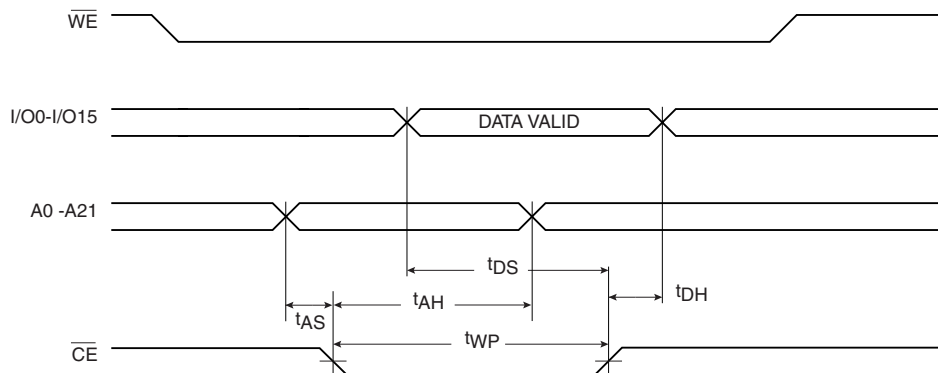 WE
I/O0-I/O15
DATA VALID
A0 -A21
tDS
tAH
tDH
tAS
tWP
CE